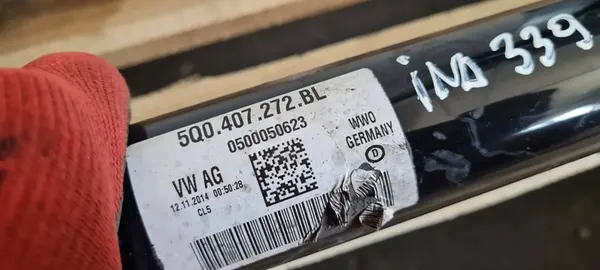 iND 339
5Q0.407.272.BL
0500050623
WWO
GERMANY
D
VW AG
12.11.2014 00:50:28
CL5